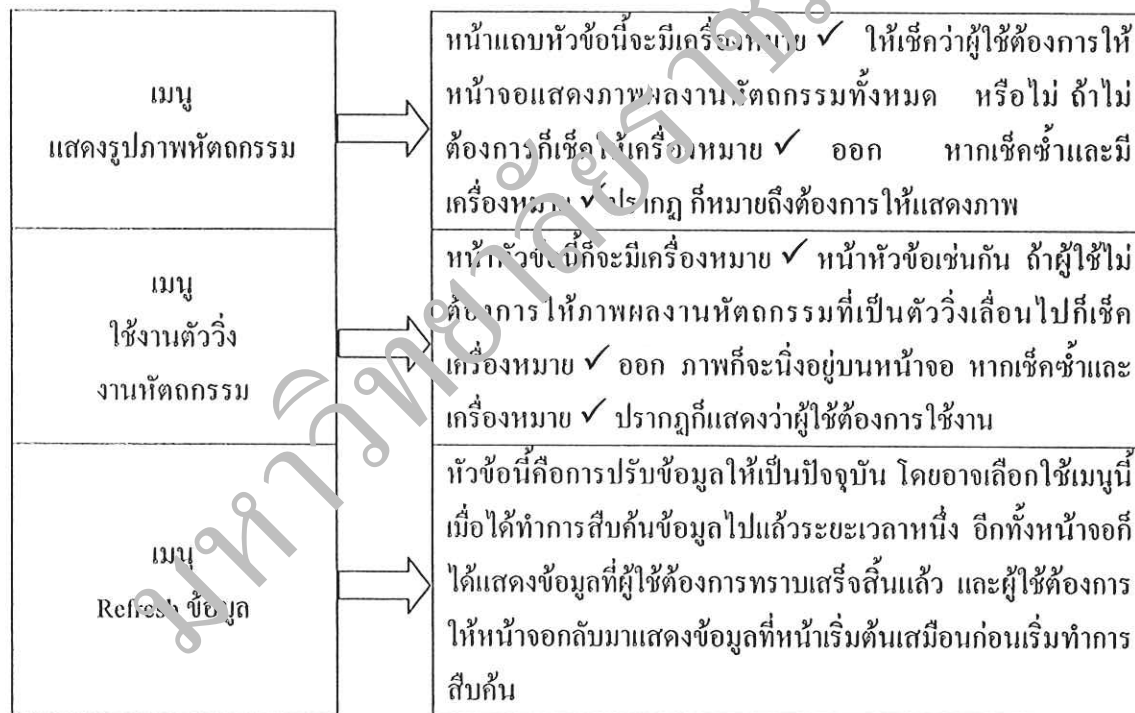 เมนู
แสดงรูปภาพหัตถกรรม
หน้าแถบหัวข้อนี้จะมีเครื่องหมาย ✓ ให้เช็คว่าผู้ใช้ต้องการให้
หน้าจอแสดงภาพผลงานหัตถกรรมทั้งหมด หรือไม่ ถ้าไม่
ต้องการก็เช็คให้เครื่องหมาย ✓ ออก หากเช็คซ้ำและมี
เครื่องหมาย ✓ ปรากฏ ก็หมายถึงต้องการให้แสดงภาพ
เมนู
ใช้งานตัววิ่ง
งานหัตถกรรม
หน้าหัวข้อนี้ก็จะมีเครื่องหมาย ✓ หน้าหัวข้อเช่นกัน ถ้าผู้ใช้ไม่
ต้องการให้ภาพผลงานหัตถกรรมที่เป็นตัววิ่งเลื่อนไปก็เช็ค
เครื่องหมาย ✓ ออก ภาพก็จะนิ่งอยู่บนหน้าจอ หากเช็คซ้ำและ
เครื่องหมาย ✓ ปรากฏก็แสดงว่าผู้ใช้ต้องการใช้งาน
เมนู
Refresh ข้อมูล
หัวข้อนี้คือการปรับข้อมูลให้เป็นปัจจุบัน โดยอาจเลือกใช้เมนูนี้
เมื่อได้ทำการสืบค้นข้อมูลไปแล้วระยะเวลาหนึ่ง อีกทั้งหน้าจอก็
ได้แสดงข้อมูลที่ผู้ใช้ต้องการทราบเสร็จสิ้นแล้ว และผู้ใช้ต้องการ
ให้หน้าจอกลับมาแสดงข้อมูลที่หน้าเริ่มต้นเสมือนก่อนเริ่มทำการ
สืบค้น
มหาวิทยาลัยราช